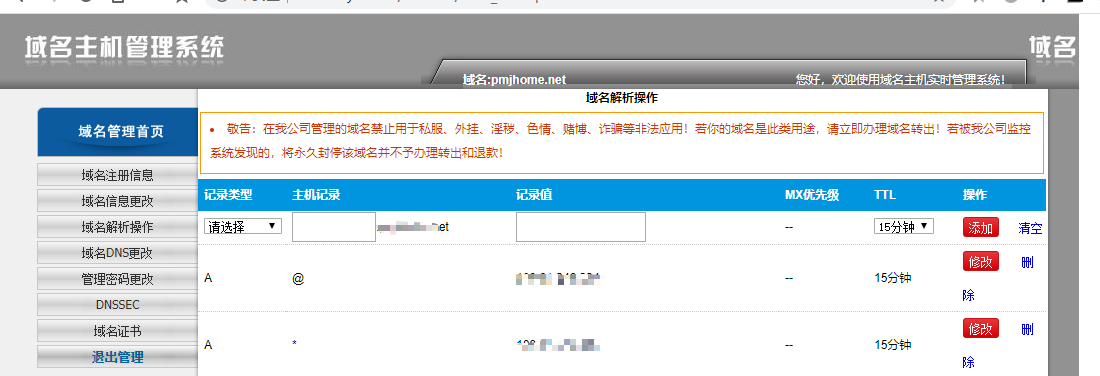 域名主机管理系统
域名
域名:pmjhome.net
您好，欢迎使用域名主机实时管理系统!
域名解析操作
域名管理首页
域名注册信息
域名信息更改
域名解析操作
域名DNS更改
管理密码更改
DNSSEC
域名证书
退出管理
敬告：在我公司管理的域名禁止用于私服、外挂、淫秽、色情、赌博、诈骗等非法应用！若你的域名是此类用途，请立即办理域名转出！若被我公司监控
系统发现的，将永久封停该域名并不予办理转出和退款！
记录类型 主机记录 记录值 MX优先级 TTL 操作
请选择 et -- 15分钟 添加 清空
A @ -- 15分钟 修改 删
除
A * -- 15分钟 修改 删
除